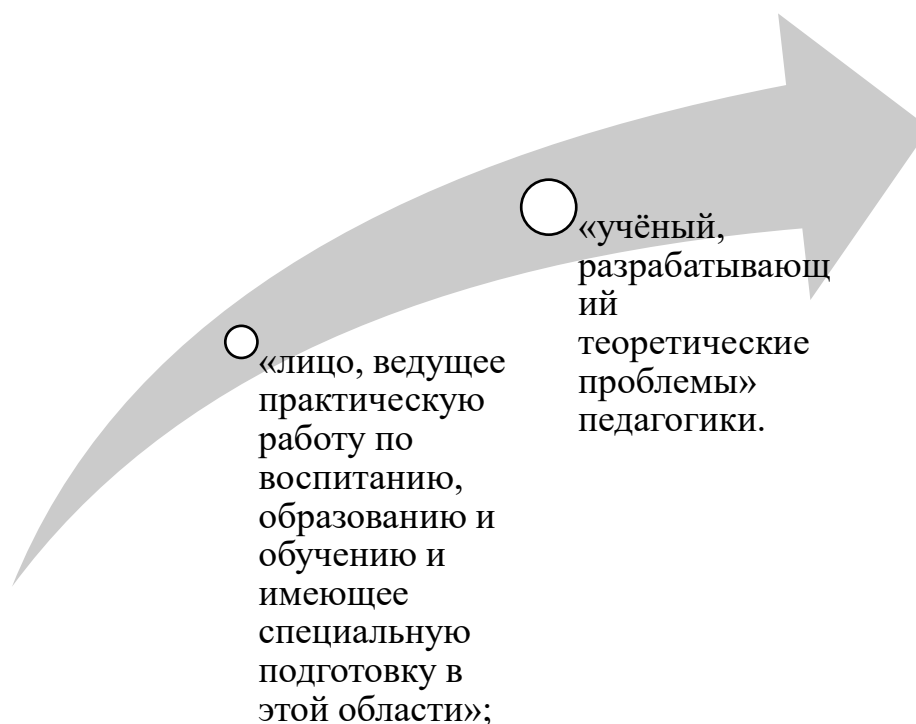 «лицо, ведущее
практическую
работу по
воспитанию,
образованию и
обучению и
имеющее
специальную
подготовку в
этой области»;
«учёный,
разрабатывающ
ий
теоретические
проблемы»
педагогики.